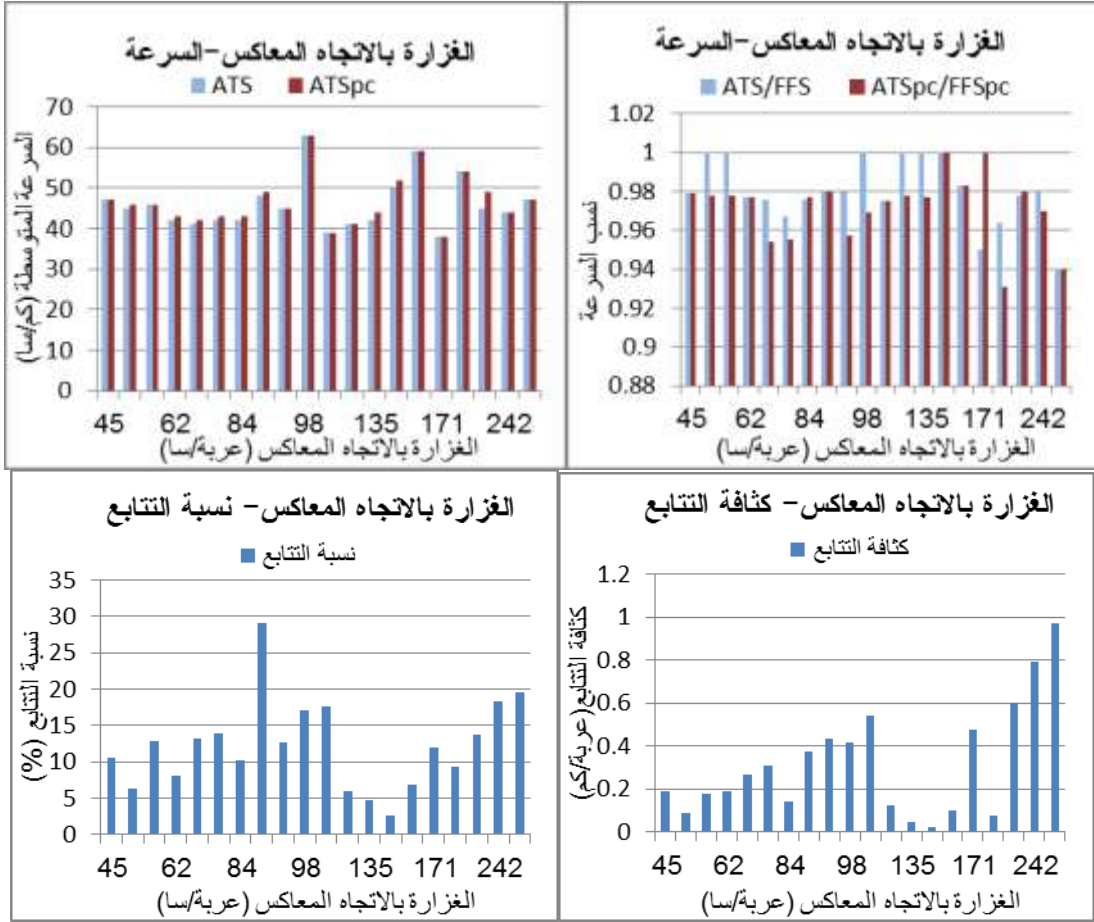 الغزارة بالاتجاه المعاكس-السرعة
ATS ATSpc
السرعة المتوسطة (كم/سا)
70
60
50
40
30
20
10
0
45 62 84 98 135 171 242
الغزارة بالاتجاه المعاكس (عربة/سا)
الغزارة بالاتجاه المعاكس-السرعة
ATS/FFS ATSpc/FFSpc
نسب السرعة
1.02
1
0.98
0.96
0.94
0.92
0.9
0.88
45 62 84 98 135 171 242
الغزارة بالاتجاه المعاكس (عربة/سا)
الغزارة بالاتجاه المعاكس- نسبة التتابع
نسبة التتابع
نسبة التتابع (%)
35
30
25
20
15
10
5
0
45 62 84 98 135 171 242
الغزارة بالاتجاه المعاكس (عربة/سا)
الغزارة بالاتجاه المعاكس- كثافة التتابع
كثافة التتابع
كثافة التتابع (عربة/كم)
1.2
1
0.8
0.6
0.4
0.2
0
45 62 84 98 135 171 242
الغزارة بالاتجاه المعاكس (عربة/سا)